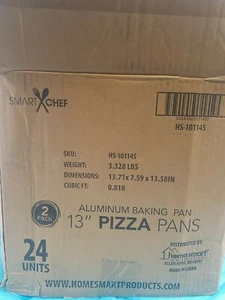 SMART CHEF
HS-101145
SKU: HS-101145
WEIGHT: 3.328 LBS
DIMENSIONS: 13.71x 7.59 x 13.58IN
CUBIC FT: 0.818
2
PACK
ALUMINUM BAKING PAN
13" PIZZA PANS
24
UNITS
DISTRIBUTED BY
homesmart
MADE IN CHINA
WWW.HOMESMARTPRODUCTS.COM